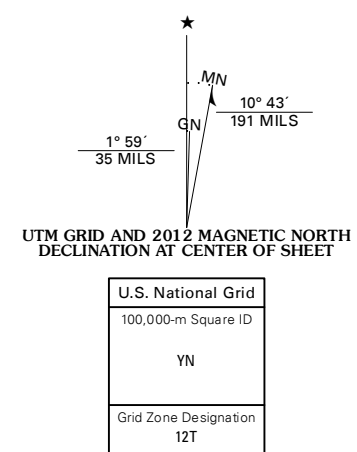 ★
MN
GN
10° 43´
191 MILS
1° 59´
35 MILS
UTM GRID AND 2012 MAGNETIC NORTH
DECLINATION AT CENTER OF SHEET
U.S. National Grid
100,000-m Square ID
YN
Grid Zone Designation
12T